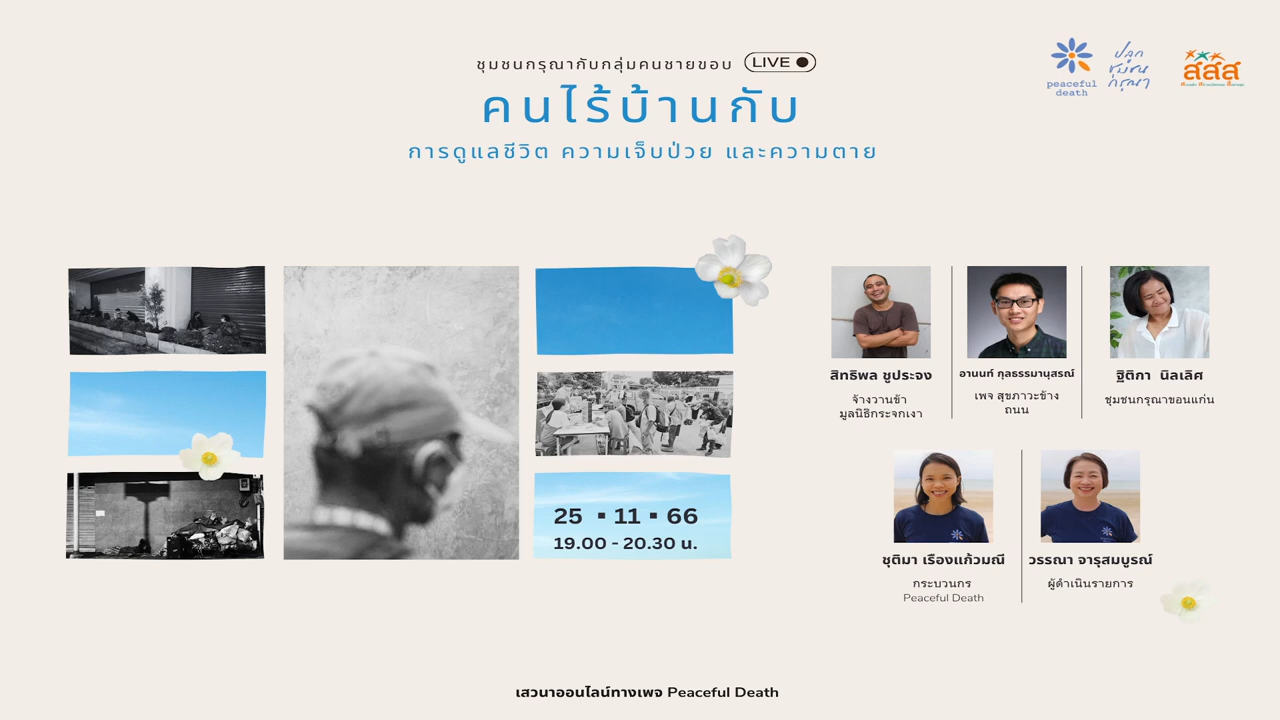 ชุมชนกรุณากับกลุ่มคนชายขอบ LIVE
คนไร้บ้านกับ
การดูแลชีวิต ความเจ็บป่วย และความตาย
peaceful
death
ปลุก
ชุมชน
กรุณา
สสส
25 ▪ 11 ▪ 66
19.00 - 20.30 น.
สิทธิพล ชูประจง
จ้างวานข้า
มูลนิธิกระจกเงา
อานนท์ กุลธรรมานุสรณ์
เพจ สุขภาวะข้าง
ถนน
ฐิติกา นิลเลิศ
ชุมชนกรุณาขอนแก่น
ชุติมา เรืองแก้วมณี
กระบวนกร
Peaceful Death
วรรณา จารุสมบูรณ์
ผู้ดำเนินรายการ
เสวนาออนไลน์ทางเพจ Peaceful Death